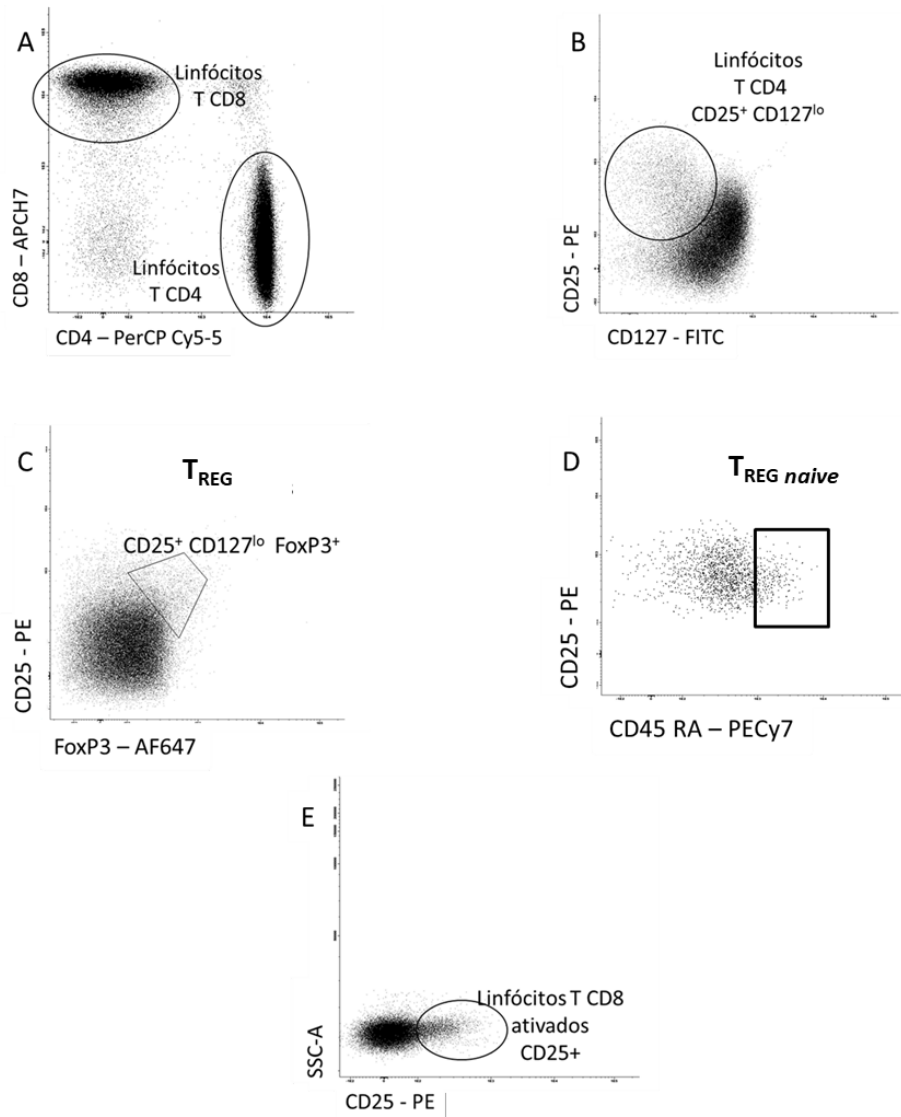 A
Linfócitos
T CD8
Linfócitos
T CD4
CD8 – APCH7
CD4 – PerCP Cy5-5
B
Linfócitos
T CD4
CD25⁺ CD127ˡᵒ
CD25 - PE
CD127 - FITC
C
T_REG
CD25⁺ CD127ˡᵒ FoxP3⁺
CD25 - PE
FoxP3 – AF647
D
T_REG naive
CD25 - PE
CD45 RA – PECy7
E
Linfócitos T CD8
ativados
CD25+
SSC-A
CD25 - PE